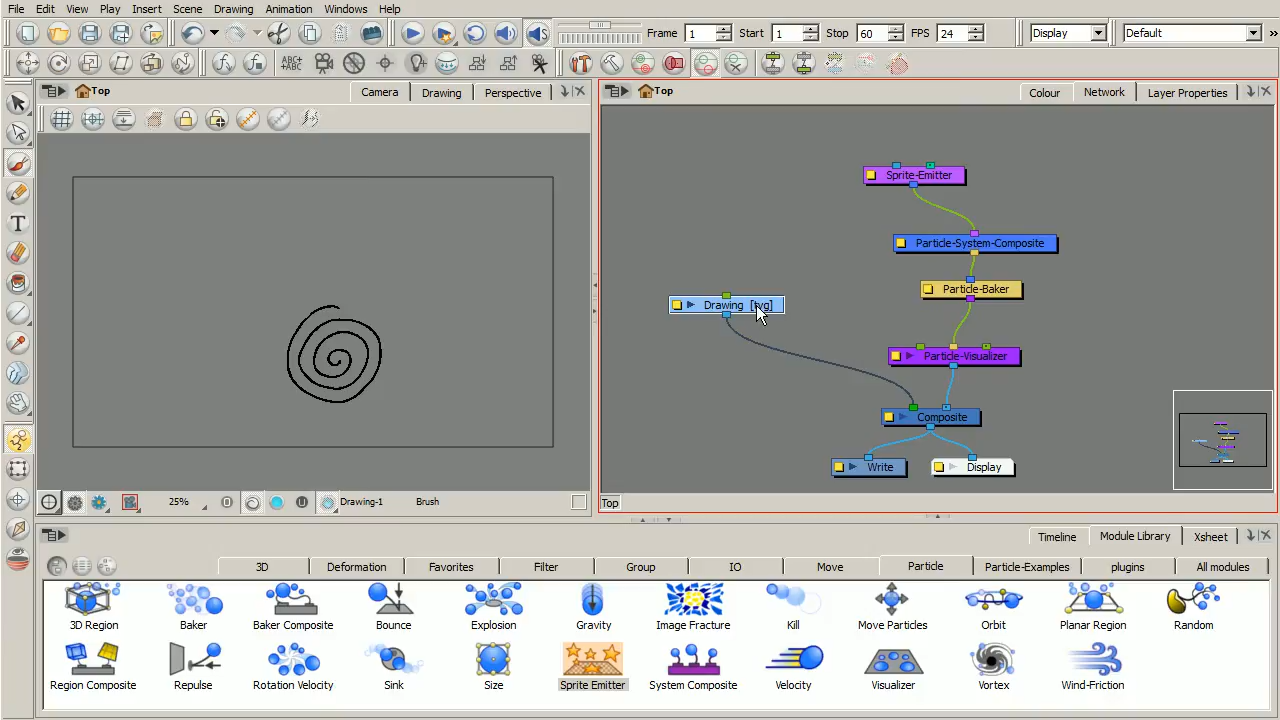 File Edit View Play Insert Scene Drawing Animation Windows Help
Frame 1 Start 1 Stop 60 FPS 24 Display Default »
ABC
Top Camera Drawing Perspective
Top Colour Network Layer Properties
Sprite-Emitter
Particle-System-Composite
Particle-Baker
Drawing [tvg]
Particle-Visualizer
Composite
Write Display
25% Drawing-1 Brush
Top
Timeline Module Library Xsheet
3D Deformation Favorites Filter Group IO Move Particle Particle-Examples plugins All modules
3D Region Baker Baker Composite Bounce Explosion Gravity Image Fracture Kill Move Particles Orbit Planar Region Random
Region Composite Repulse Rotation Velocity Sink Size Sprite Emitter System Composite Velocity Visualizer Vortex Wind-Friction